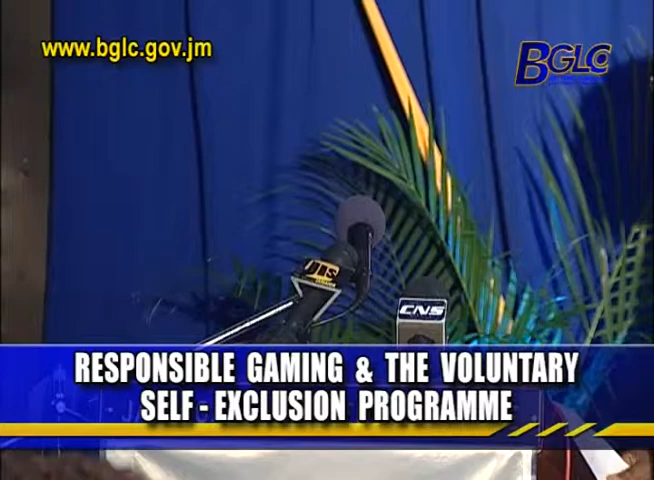 www.bglc.gov.jm
BGLC
CNS
RESPONSIBLE GAMING & THE VOLUNTARY
SELF - EXCLUSION PROGRAMME